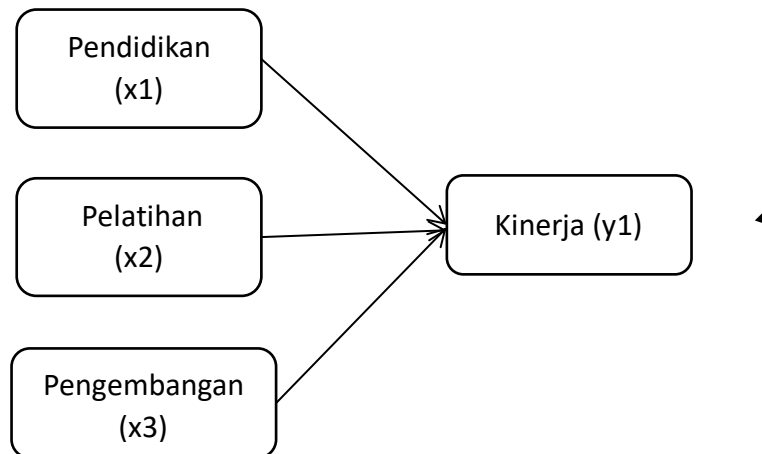 Pendidikan
(x1)
Pelatihan
(x2)
Kinerja (y1)
Pengembangan
(x3)